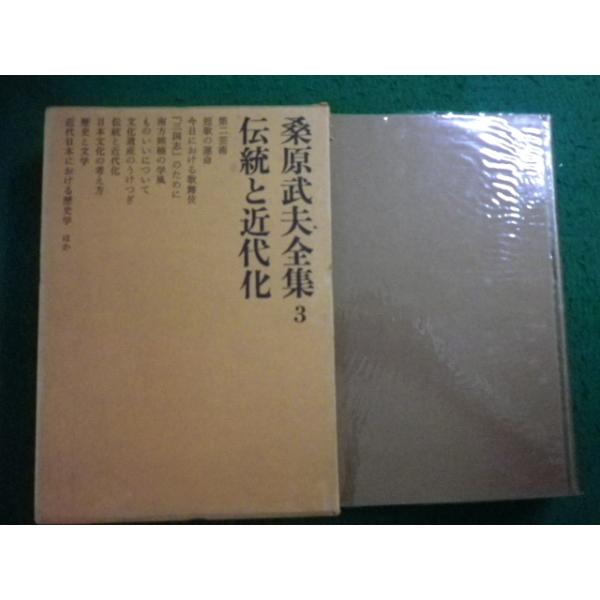 桑原武夫全集 3
伝統と近代化
第二芸術
短歌の運命
今日における歌舞伎
『三国志』のために
南方熊楠の学風
ものいいについて
文化遺産のうけつぎ
伝統と近代化
日本文化の考え方
歴史と文学
近代日本における歴史学 ほか